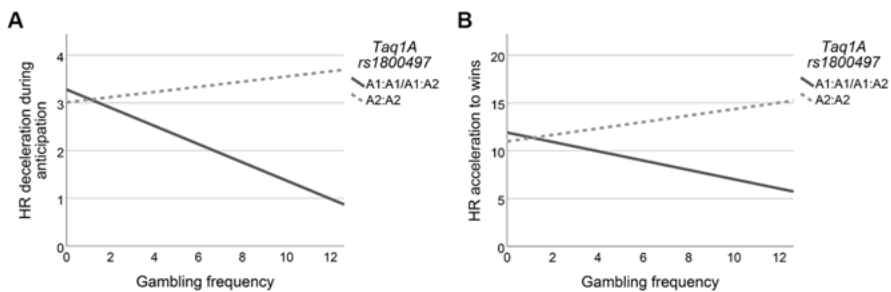 A
Taq1A
rs1800497
A1:A1/A1:A2
A2:A2
HR deceleration during
anticipation
4
3
2
1
0
0 2 4 6 8 10 12
Gambling frequency
B
Taq1A
rs1800497
A1:A1/A1:A2
A2:A2
HR acceleration to wins
20
15
10
5
0
0 2 4 6 8 10 12
Gambling frequency